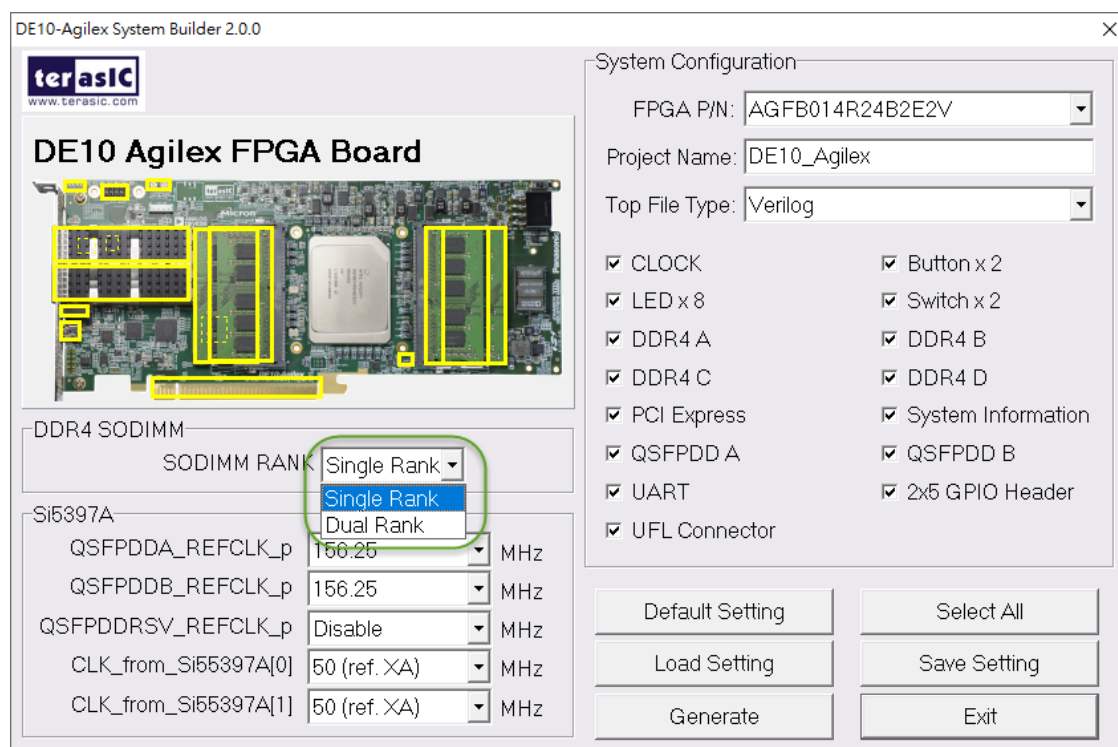 DE10-Agilex System Builder 2.0.0
terasIC
www.terasic.com
DE10 Agilex FPGA Board
Micron
Panasonic
DDR4 SODIMM
SODIMM RANK Single Rank
Single Rank
Dual Rank
Si5397A
QSFPDDA_REFCLK_p 156.25 MHz
QSFPDDB_REFCLK_p 156.25 MHz
QSFPDDRSV_REFCLK_p Disable MHz
CLK_from_Si55397A[0] 50 (ref. XA) MHz
CLK_from_Si55397A[1] 50 (ref. XA) MHz
System Configuration
FPGA P/N: AGFB014R24B2E2V
Project Name: DE10_Agilex
Top File Type: Verilog
CLOCK Button x 2
LED x 8 Switch x 2
DDR4 A DDR4 B
DDR4 C DDR4 D
PCI Express System Information
QSFPDD A QSFPDD B
UART 2x5 GPIO Header
UFL Connector
Default Setting Select All
Load Setting Save Setting
Generate Exit